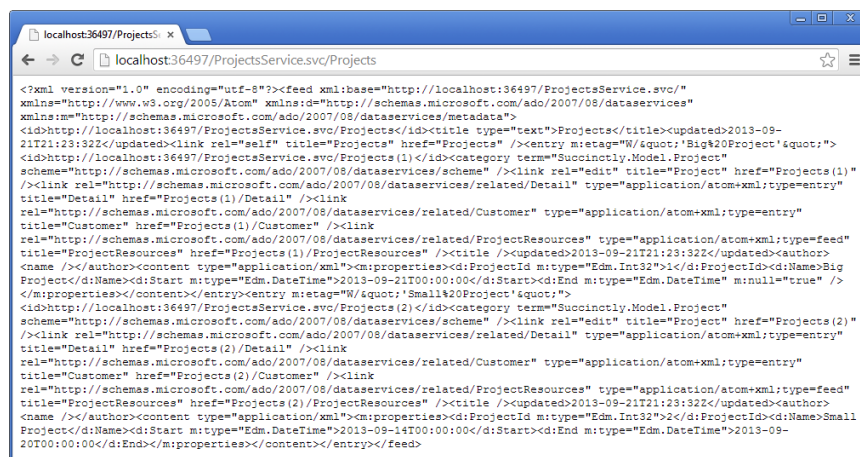 localhost:36497/ProjectsSe
localhost:36497/ProjectsService.svc/Projects
<?xml version="1.0" encoding="utf-8"?><feed xml:base="http://localhost:36497/ProjectsService.svc/"
xmlns="http://www.w3.org/2005/Atom" xmlns:d="http://schemas.microsoft.com/ado/2007/08/dataservices"
xmlns:m="http://schemas.microsoft.com/ado/2007/08/dataservices/metadata">
<id>http://localhost:36497/ProjectsService.svc/Projects</id><title type="text">Projects</title><updated>2013-09-
21T21:23:32Z</updated><link rel="self" title="Projects" href="Projects" /><entry m:etag="W/&quot;'Big%20Project'&quot;">
<id>http://localhost:36497/ProjectsService.svc/Projects(1)</id><category term="Succinctly.Model.Project"
scheme="http://schemas.microsoft.com/ado/2007/08/dataservices/scheme" /><link rel="edit" title="Project" href="Projects(1)"
/><link rel="http://schemas.microsoft.com/ado/2007/08/dataservices/related/Detail" type="application/atom+xml;type=entry"
title="Detail" href="Projects(1)/Detail" /><link
rel="http://schemas.microsoft.com/ado/2007/08/dataservices/related/Customer" type="application/atom+xml;type=entry"
title="Customer" href="Projects(1)/Customer" /><link
rel="http://schemas.microsoft.com/ado/2007/08/dataservices/related/ProjectResources" type="application/atom+xml;type=feed"
title="ProjectResources" href="Projects(1)/ProjectResources" /><title /><updated>2013-09-21T21:23:32Z</updated><author>
<name /></author><content type="application/xml"><m:properties><d:ProjectId m:type="Edm.Int32">1</d:ProjectId><d:Name>Big
Project</d:Name><d:Start m:type="Edm.DateTime">2013-09-21T00:00:00</d:Start><d:End m:type="Edm.DateTime" m:null="true" />
</m:properties></content></entry><entry m:etag="W/&quot;'Small%20Project'&quot;">
<id>http://localhost:36497/ProjectsService.svc/Projects(2)</id><category term="Succinctly.Model.Project"
scheme="http://schemas.microsoft.com/ado/2007/08/dataservices/scheme" /><link rel="edit" title="Project" href="Projects(2)"
/><link rel="http://schemas.microsoft.com/ado/2007/08/dataservices/related/Detail" type="application/atom+xml;type=entry"
title="Detail" href="Projects(2)/Detail" /><link
rel="http://schemas.microsoft.com/ado/2007/08/dataservices/related/Customer" type="application/atom+xml;type=entry"
title="Customer" href="Projects(2)/Customer" /><link
rel="http://schemas.microsoft.com/ado/2007/08/dataservices/related/ProjectResources" type="application/atom+xml;type=feed"
title="ProjectResources" href="Projects(2)/ProjectResources" /><title /><updated>2013-09-21T21:23:32Z</updated><author>
<name /></author><content type="application/xml"><m:properties><d:ProjectId m:type="Edm.Int32">2</d:ProjectId><d:Name>Small
Project</d:Name><d:Start m:type="Edm.DateTime">2013-09-14T00:00:00</d:Start><d:End m:type="Edm.DateTime">2013-09-
20T00:00:00</d:End></m:properties></content></entry></feed>